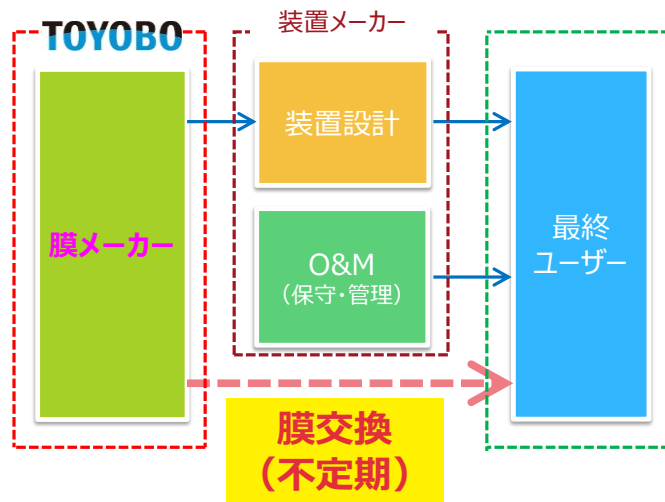 TOYOBO
装置メーカー
膜メーカー
装置設計
O&M
（保守・管理）
最終
ユーザー
膜交換
（不定期）